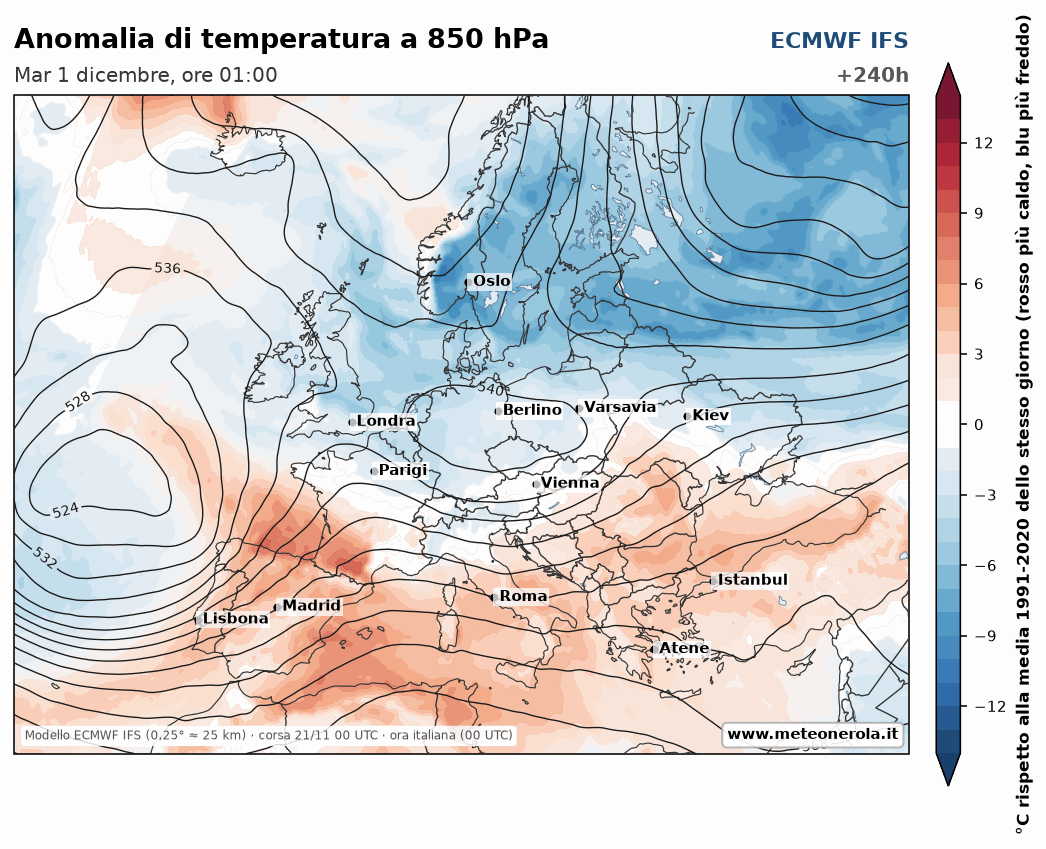 Anomalia di temperatura a 850 hPa
ECMWF IFS
Mar 1 dicembre, ore 01:00
+240h
536
Oslo
528
540
Berlino
Varsavia
Kiev
Londra
Parigi
Vienna
524
532
Istanbul
Roma
Madrid
Lisbona
Atene
Modello ECMWF IFS (0,25° ≈ 25 km) · corsa 21/11 00 UTC · ora italiana (00 UTC)
www.meteonerola.it
12
9
6
3
0
−3
−6
−9
−12
°C rispetto alla media 1991-2020 dello stesso giorno (rosso più caldo, blu più freddo)